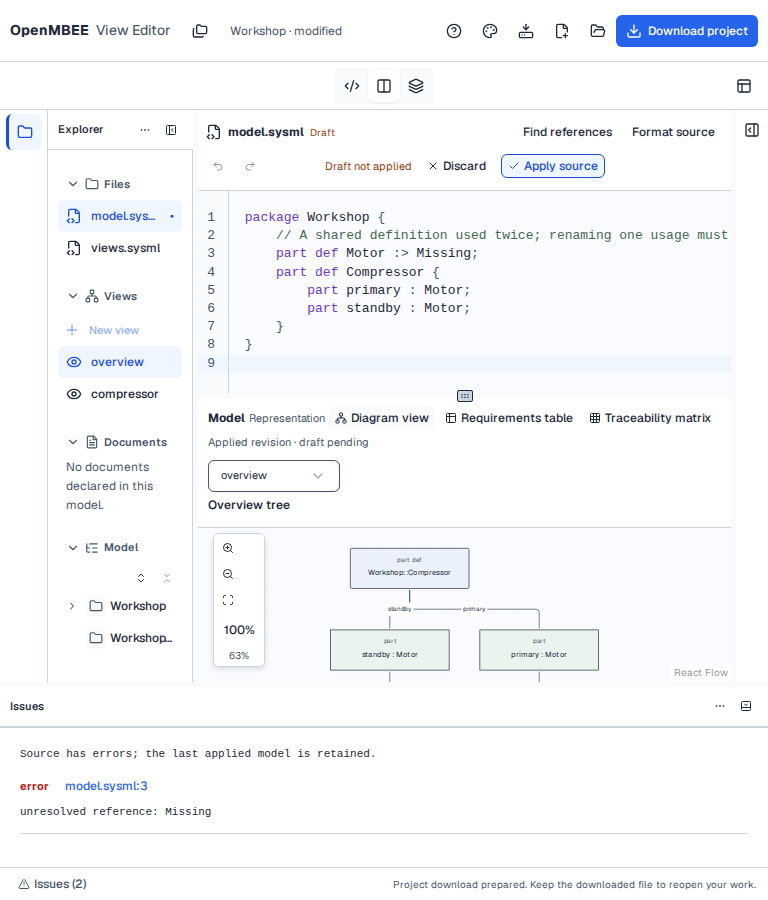 OpenMBEE View Editor
Workshop · modified
Download project
Explorer
Files
model.sys...
views.sysml
Views
New view
overview
compressor
Documents
No documents
declared in this
model.
Model
Workshop
Workshop...
model.sysml Draft
Find references
Format source
Draft not applied
Discard
Apply source
1 package Workshop {
2 // A shared definition used twice; renaming one usage must
3 part def Motor :> Missing;
4 part def Compressor {
5 part primary : Motor;
6 part standby : Motor;
7 }
8 }
9
Model Representation Diagram view Requirements table Traceability matrix
Applied revision · draft pending
overview
Overview tree
100%
63%
part def
Workshop::Compressor
standby
primary
part
standby : Motor
part
primary : Motor
React Flow
Issues
Source has errors; the last applied model is retained.
error model.sysml:3
unresolved reference: Missing
Issues (2)
Project download prepared. Keep the downloaded file to reopen your work.